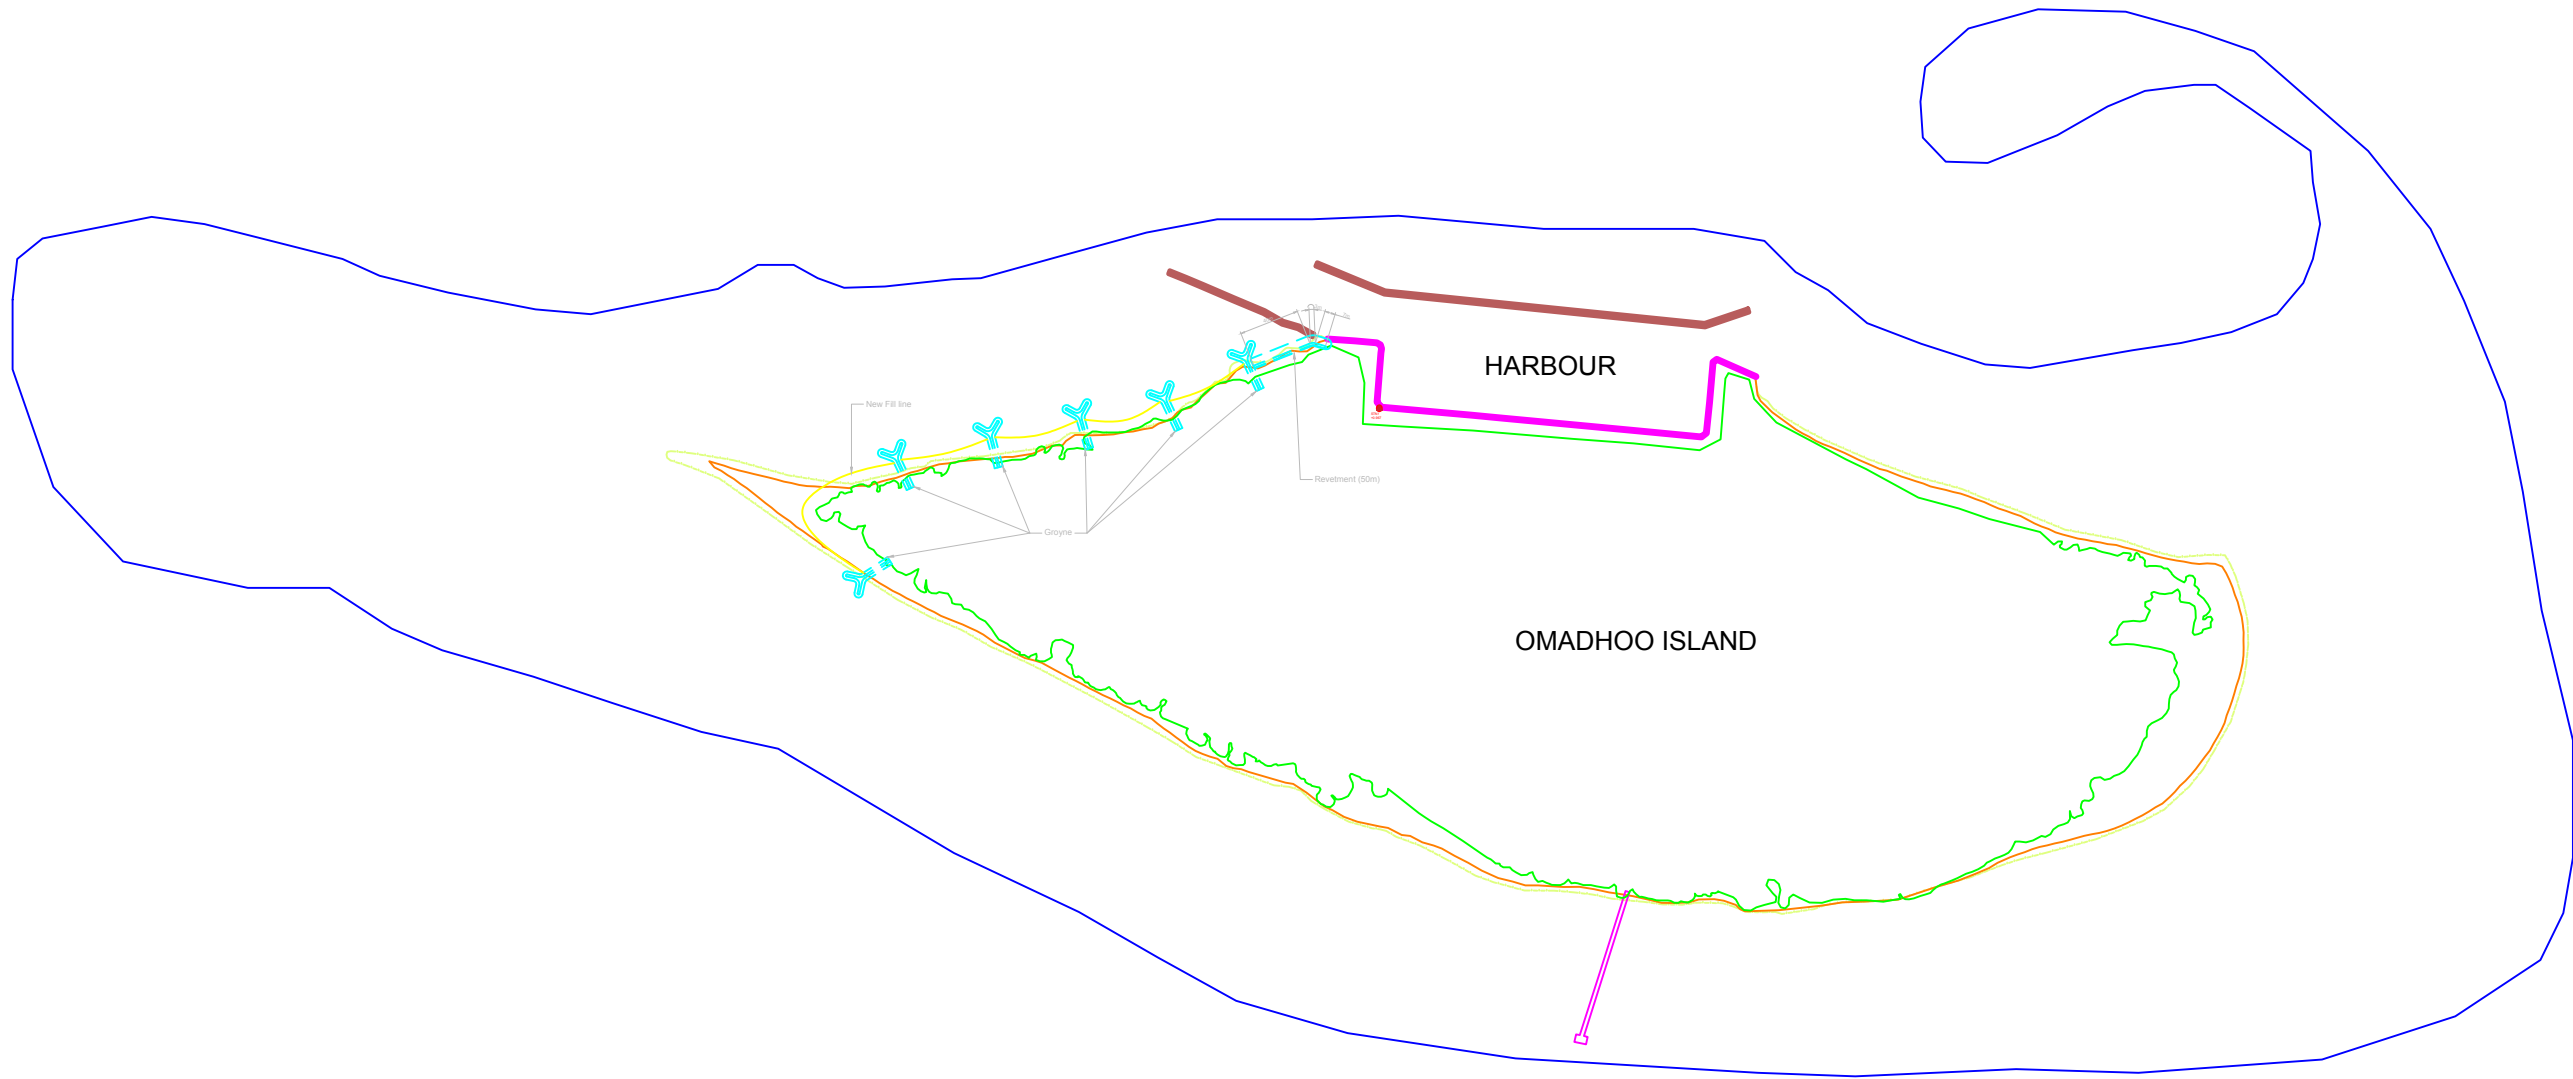 HARBOUR
New Fill line
Revetment (50m)
Groyne
OMADHOO ISLAND